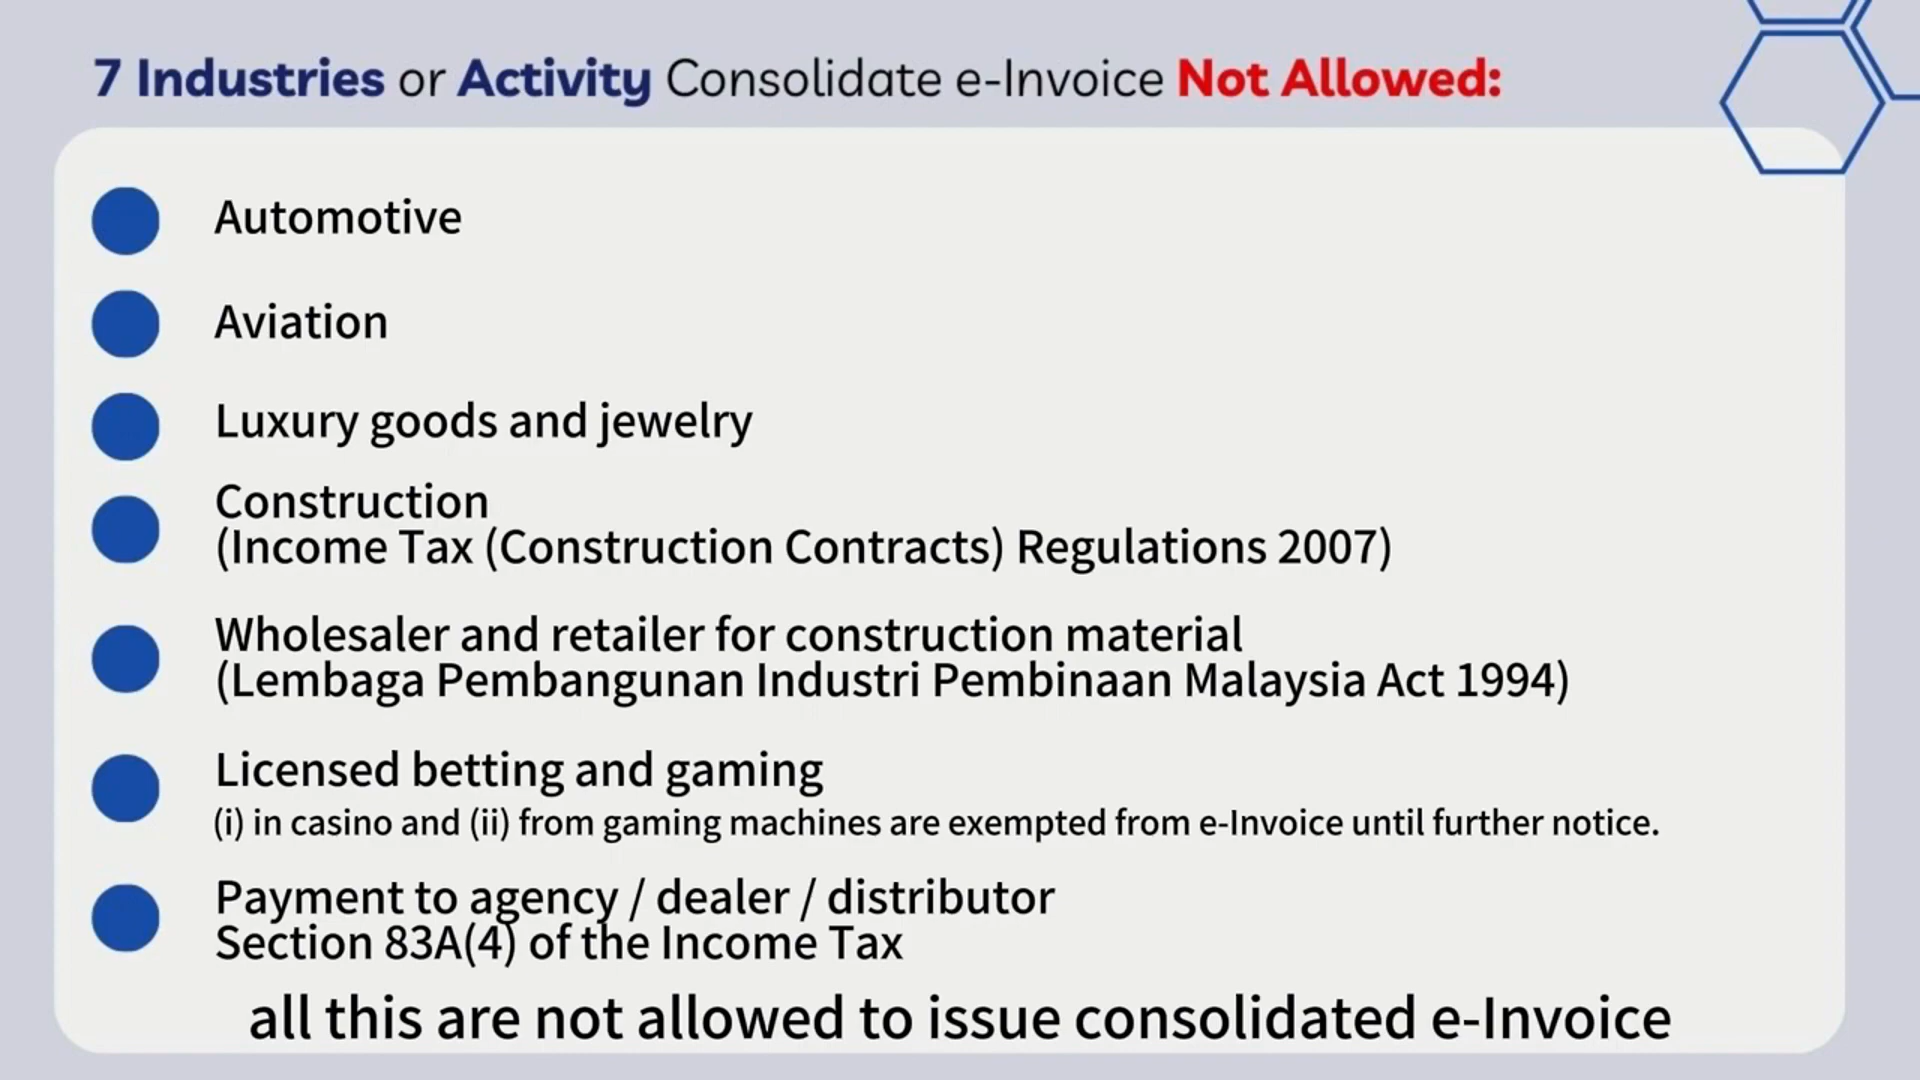 7 Industries or Activity Consolidate e-Invoice Not Allowed:
Automotive
Aviation
Luxury goods and jewelry
Construction
(Income Tax (Construction Contracts) Regulations 2007)
Wholesaler and retailer for construction material
(Lembaga Pembangunan Industri Pembinaan Malaysia Act 1994)
Licensed betting and gaming
(i) in casino and (ii) from gaming machines are exempted from e-Invoice until further notice.
Payment to agency / dealer / distributor
Section 83A(4) of the Income Tax
all this are not allowed to issue consolidated e-Invoice